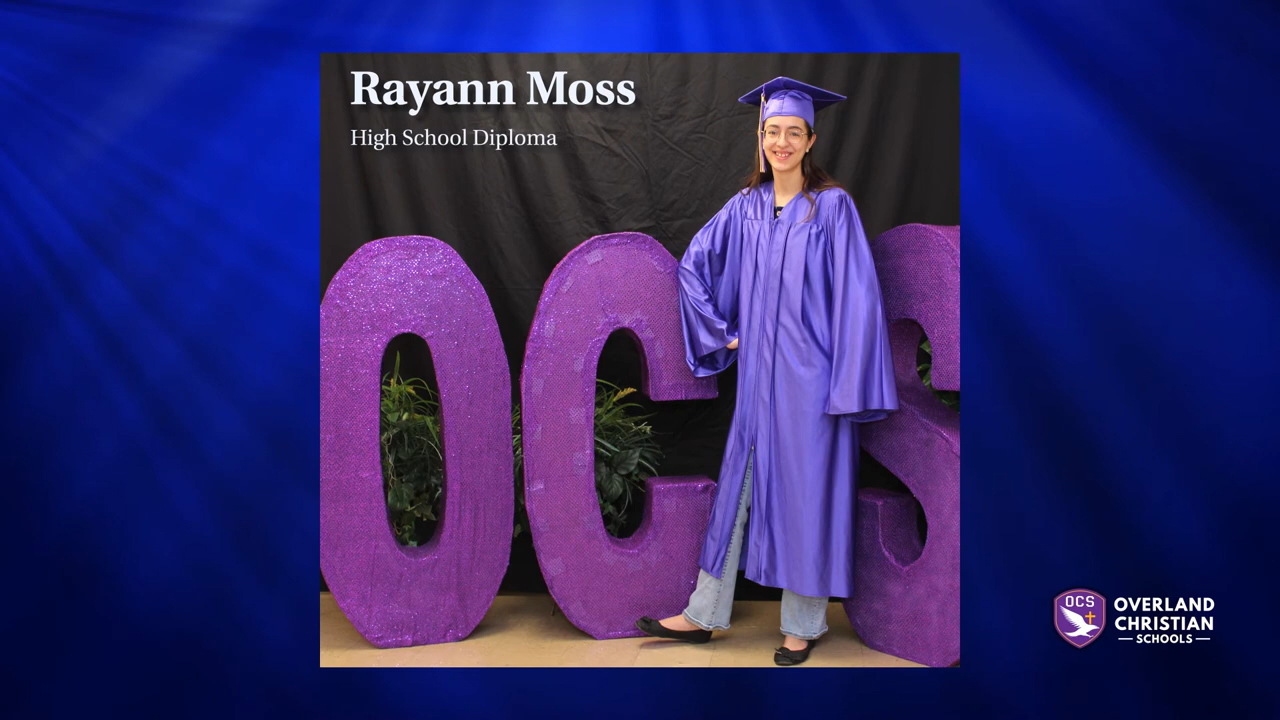 Rayann Moss
High School Diploma
OCS
OCS
OVERLAND
CHRISTIAN
SCHOOLS